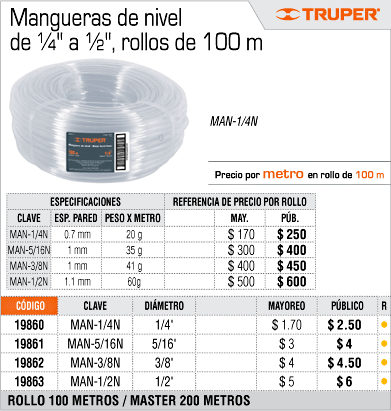 Mangueras de nivel
de ¼" a ½", rollos de 100 m
TRUPER®
TRUPER
MAN-1/4N
Precio por metro en rollo de 100 m
ESPECIFICACIONES REFERENCIA DE PRECIO POR ROLLO
CLAVE ESP. PARED PESO X METRO MAY. PÚB.
MAN-1/4N 0.7 mm 20 g $ 170 $ 250
MAN-5/16N 1 mm 35 g $ 300 $ 400
MAN-3/8N 1 mm 41 g $ 400 $ 450
MAN-1/2N 1.1 mm 60g $ 500 $ 600
CÓDIGO CLAVE DIÁMETRO MAYOREO PÚBLICO R
19860 MAN-1/4N 1/4' $ 1.70 $ 2.50
19861 MAN-5/16N 5/16' $ 3 $ 4
19862 MAN-3/8N 3/8' $ 4 $ 4.50
19863 MAN-1/2N 1/2' $ 5 $ 6
ROLLO 100 METROS / MASTER 200 METROS